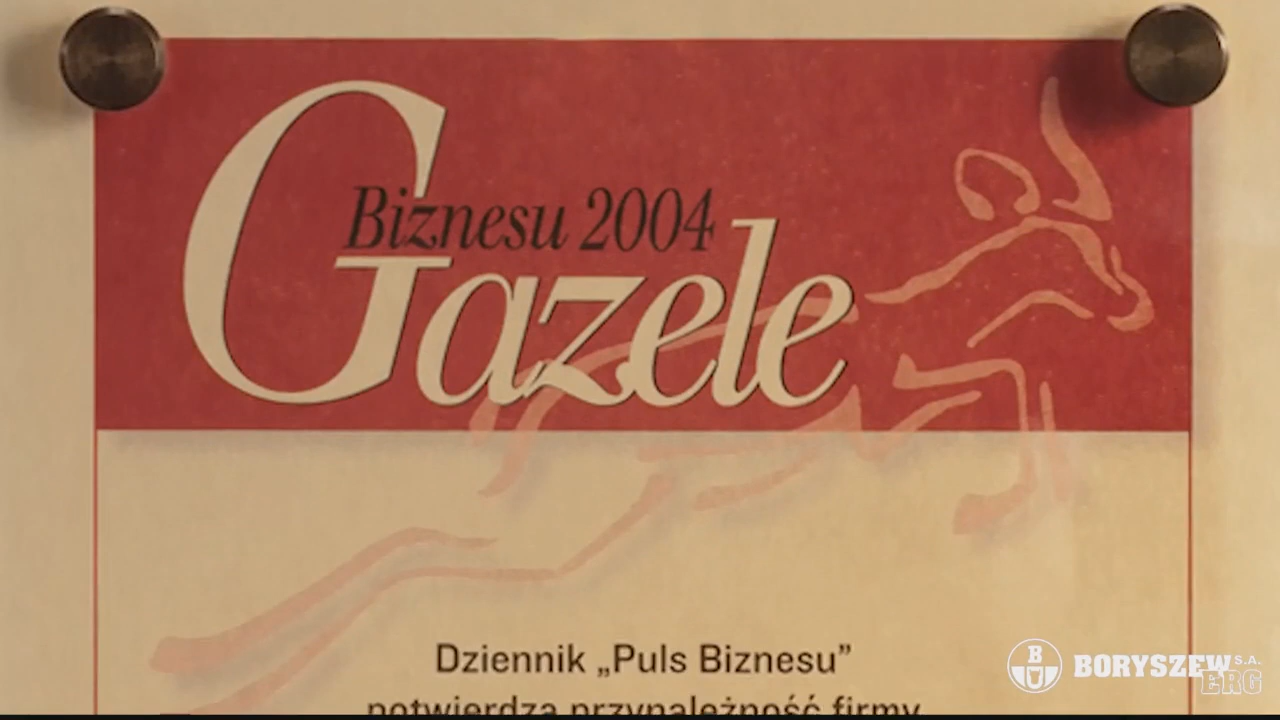 Biznesu 2004
Gazele
Dziennik „Puls Biznesu”
potwierdza przynależność firmy
B
BORYSZEW S.A.
ERG